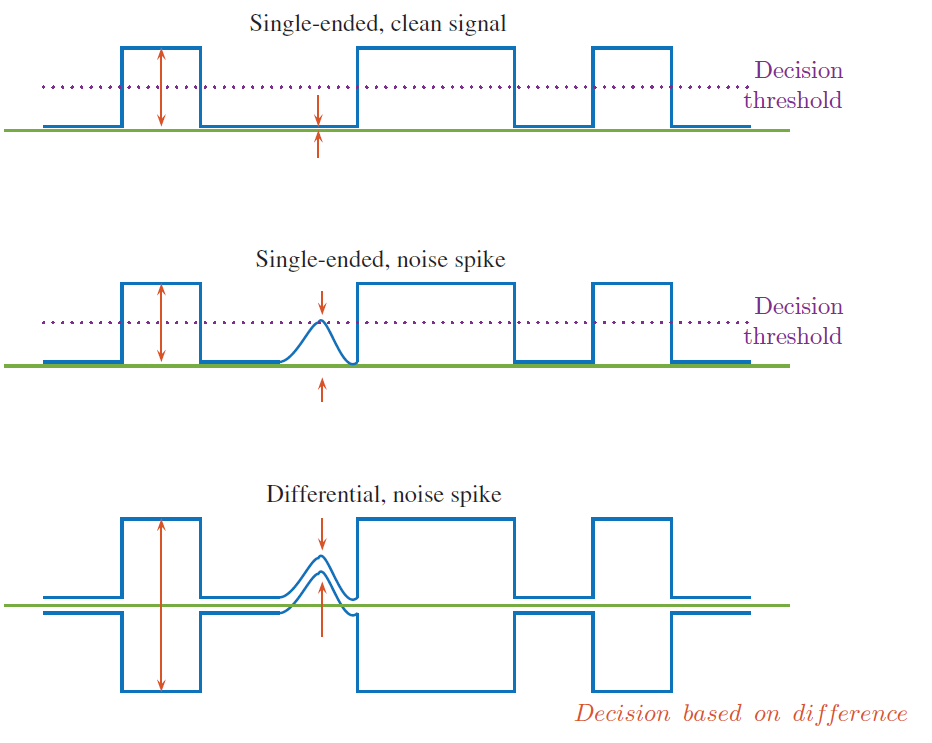 Single-ended, clean signal
Decision
threshold
Single-ended, noise spike
Decision
threshold
Differential, noise spike
Decision based on difference